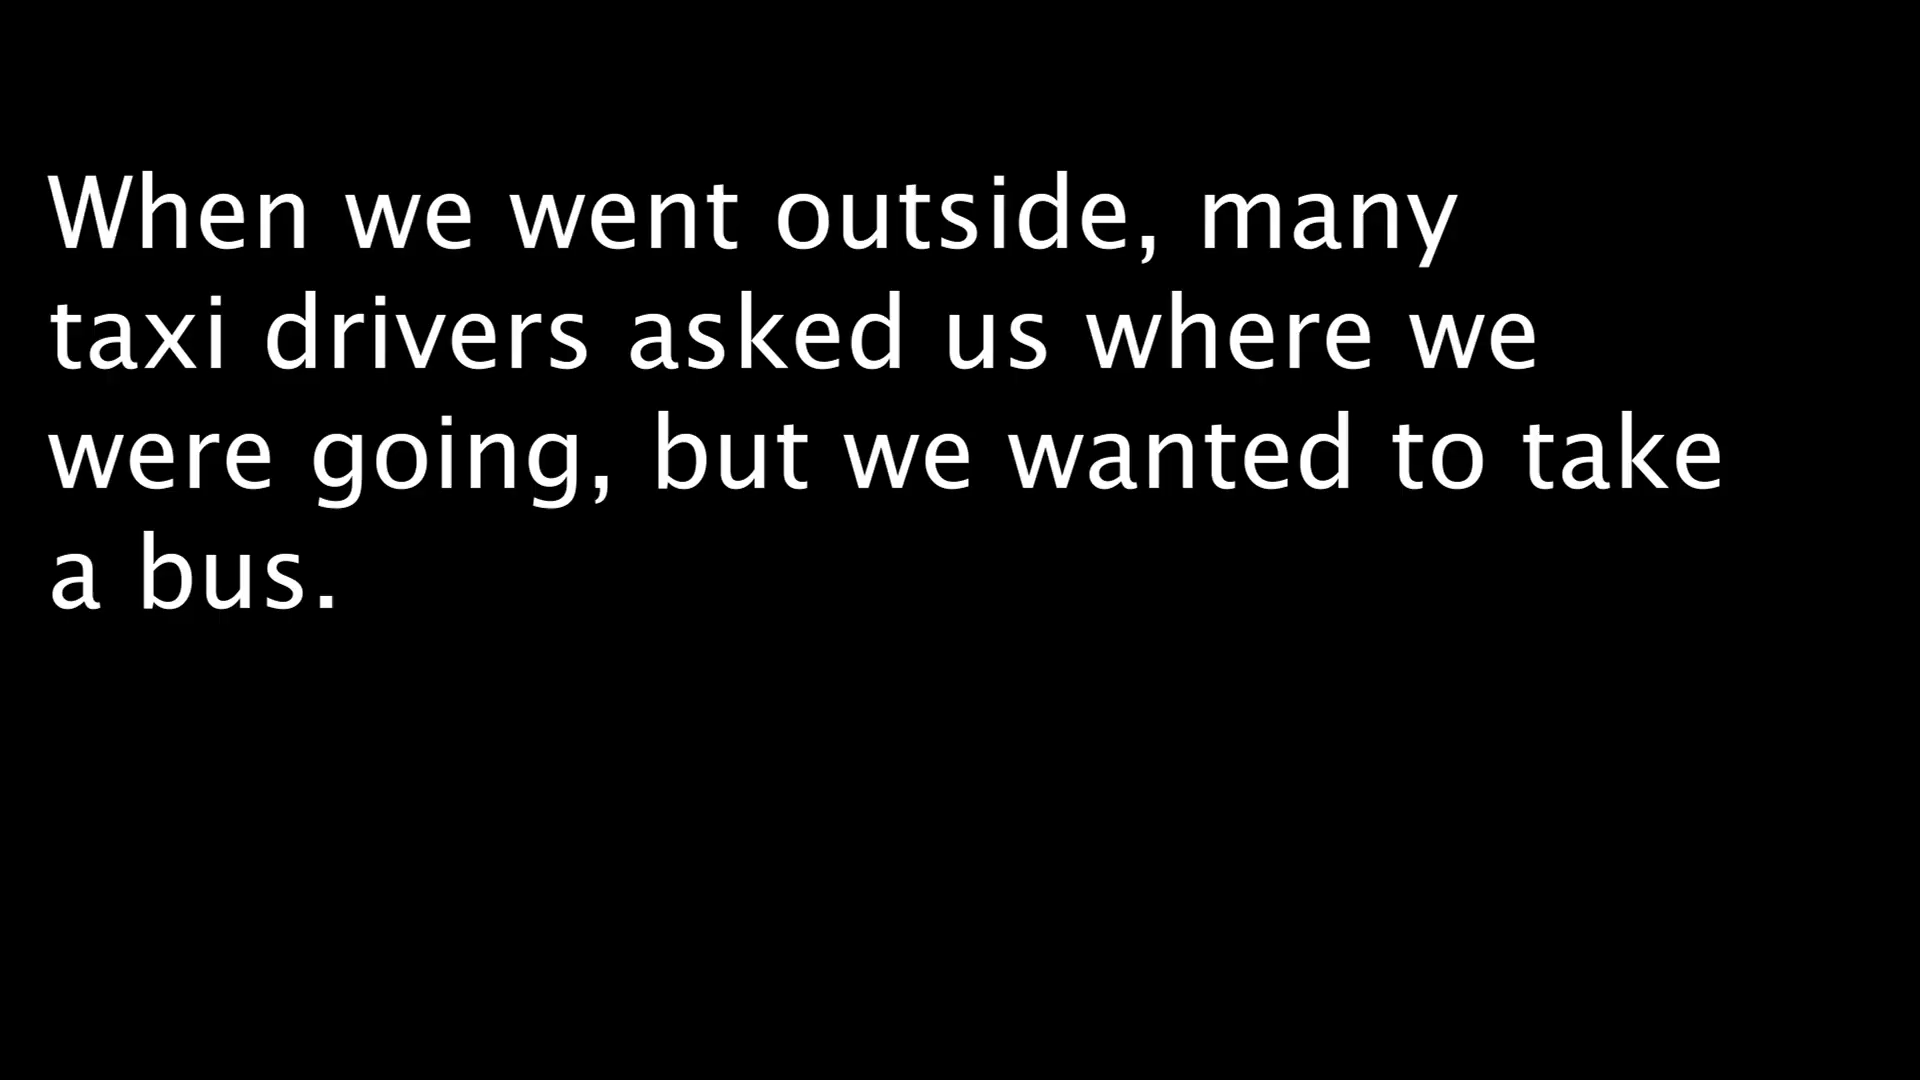 When we went outside, many
taxi drivers asked us where we
were going, but we wanted to take
a bus.